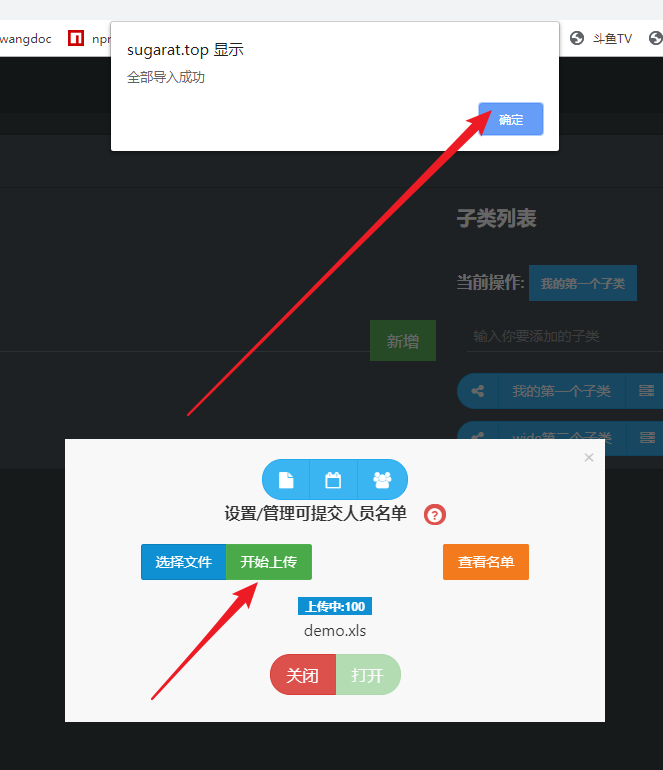 wangdoc
npr
斗鱼TV
sugarat.top 显示
全部导入成功
确定
子类列表
当前操作: 我的第一个子类
新增
输入你要添加的子类
我的第一个子类
wide第二个子类
×
设置/管理可提交人员名单 ?
选择文件 开始上传 查看名单
上传中:100
demo.xls
关闭 打开